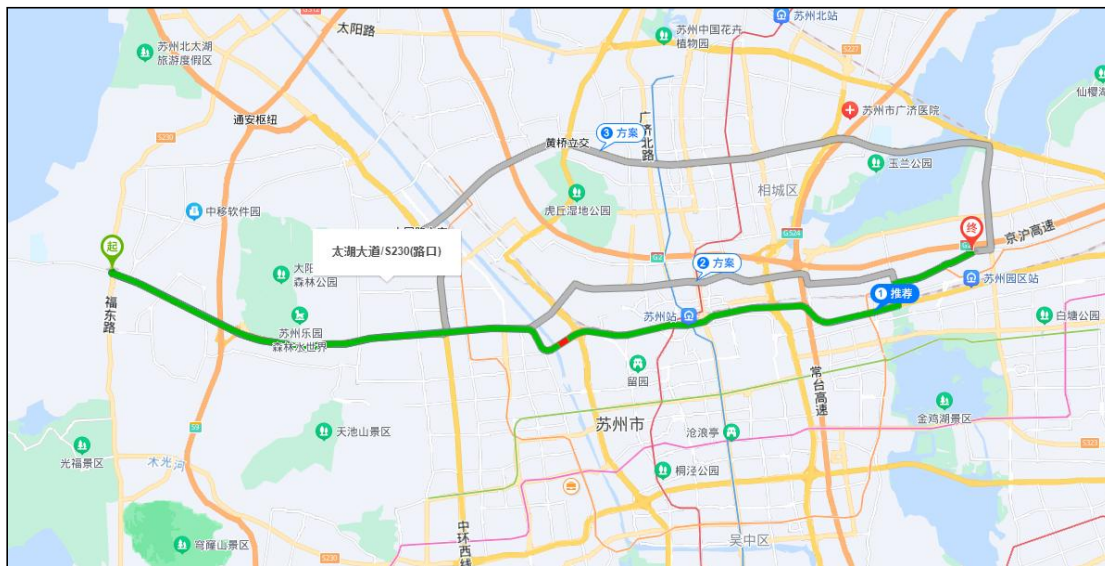 苏州北站
太阳路
苏州中国花卉
植物园
S227
苏州北太湖
旅游度假区
仙樱湖
S230
苏州市广济医院
通安枢纽
广济北路
3 方案
黄桥立交
玉兰公园
相城区
中移软件园
虎丘湿地公园
终
起
G524
京沪高速
太湖大道/S230(路口)
G2
2 方案
森林公园
苏州园区站
福东路
1 推荐
苏州乐园
森林水世界
苏州站
白塘公园
留园
常台高速
金鸡湖景区
苏州市
沧浪亭
S9
天池山景区
S323
光福景区
木光河
桐泾公园
中环西线
吴中区
穹窿山景区
S230